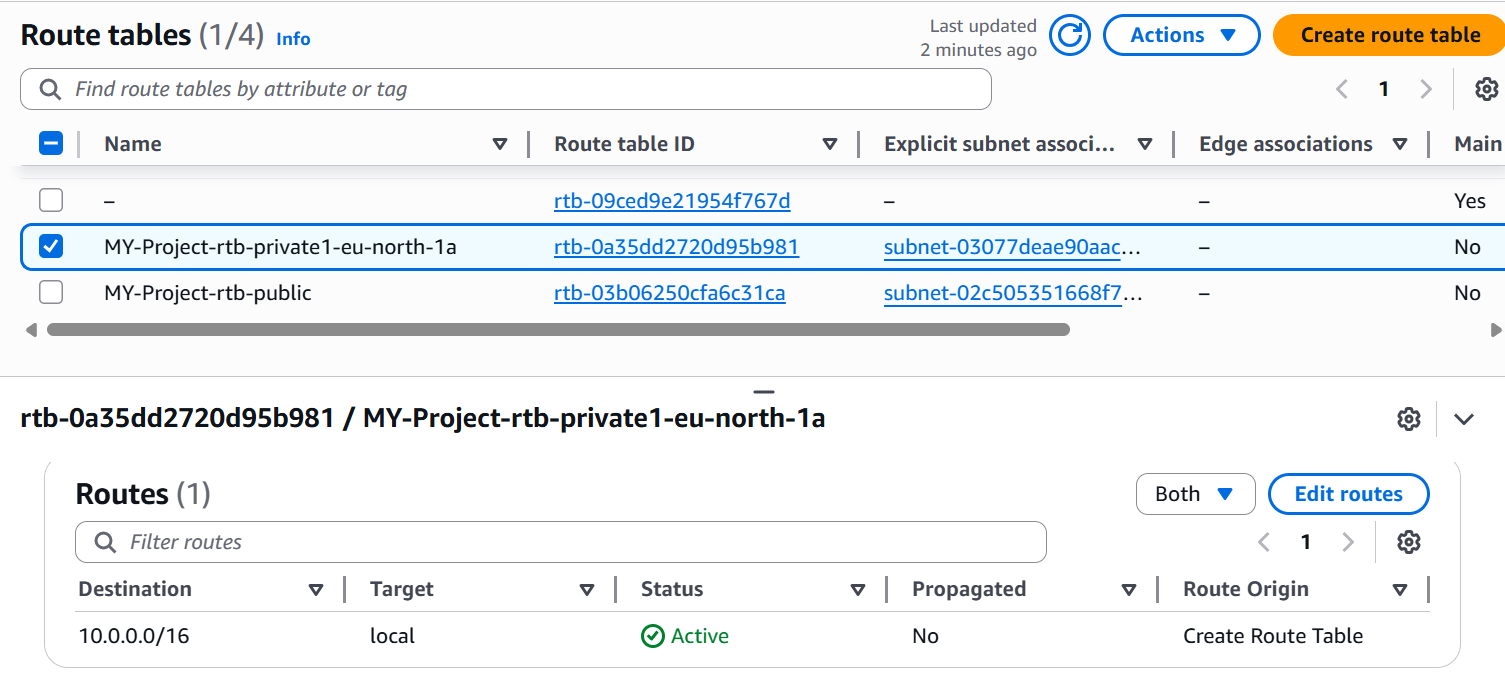 Route tables (1/4) Info
Last updated
2 minutes ago
Actions
Create route table
Find route tables by attribute or tag
1
Name Route table ID Explicit subnet associ... Edge associations Main
– rtb-09ced9e21954f767d – – Yes
MY-Project-rtb-private1-eu-north-1a rtb-0a35dd2720d95b981 subnet-03077deae90aac... – No
MY-Project-rtb-public rtb-03b06250cfa6c31ca subnet-02c505351668f7... – No
rtb-0a35dd2720d95b981 / MY-Project-rtb-private1-eu-north-1a
Routes (1)
Both
Edit routes
Filter routes
1
Destination Target Status Propagated Route Origin
10.0.0.0/16 local Active No Create Route Table